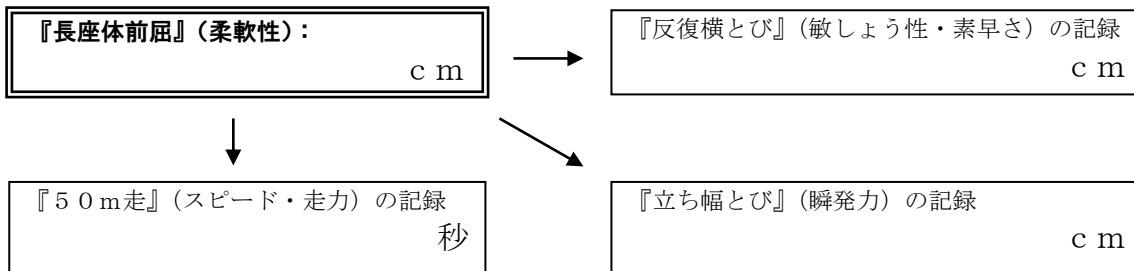 『長座体前屈』(柔軟性):
ｃｍ
『反復横とび』(敏しょう性・素早さ)の記録
ｃｍ
『５０ｍ走』(スピード・走力)の記録
秒
『立ち幅とび』(瞬発力)の記録
ｃｍ